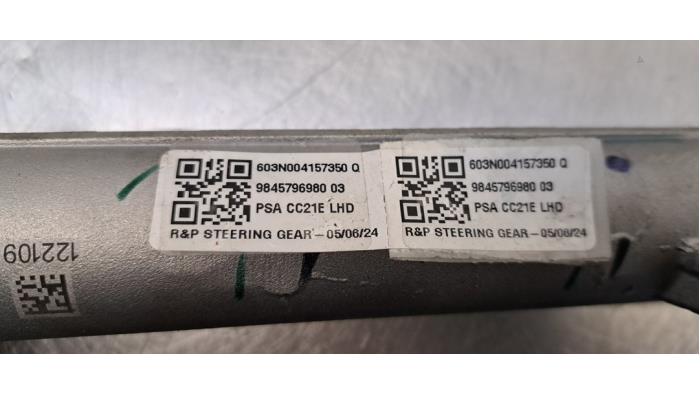 603N004157350 Q
9845796980 03
PSA CC21E LHD
R&P STEERING GEAR-05/06/24
603N004157350 Q
9845796980 03
PSA CC21E LHD
R&P STEERING GEAR-05/06/24
122109